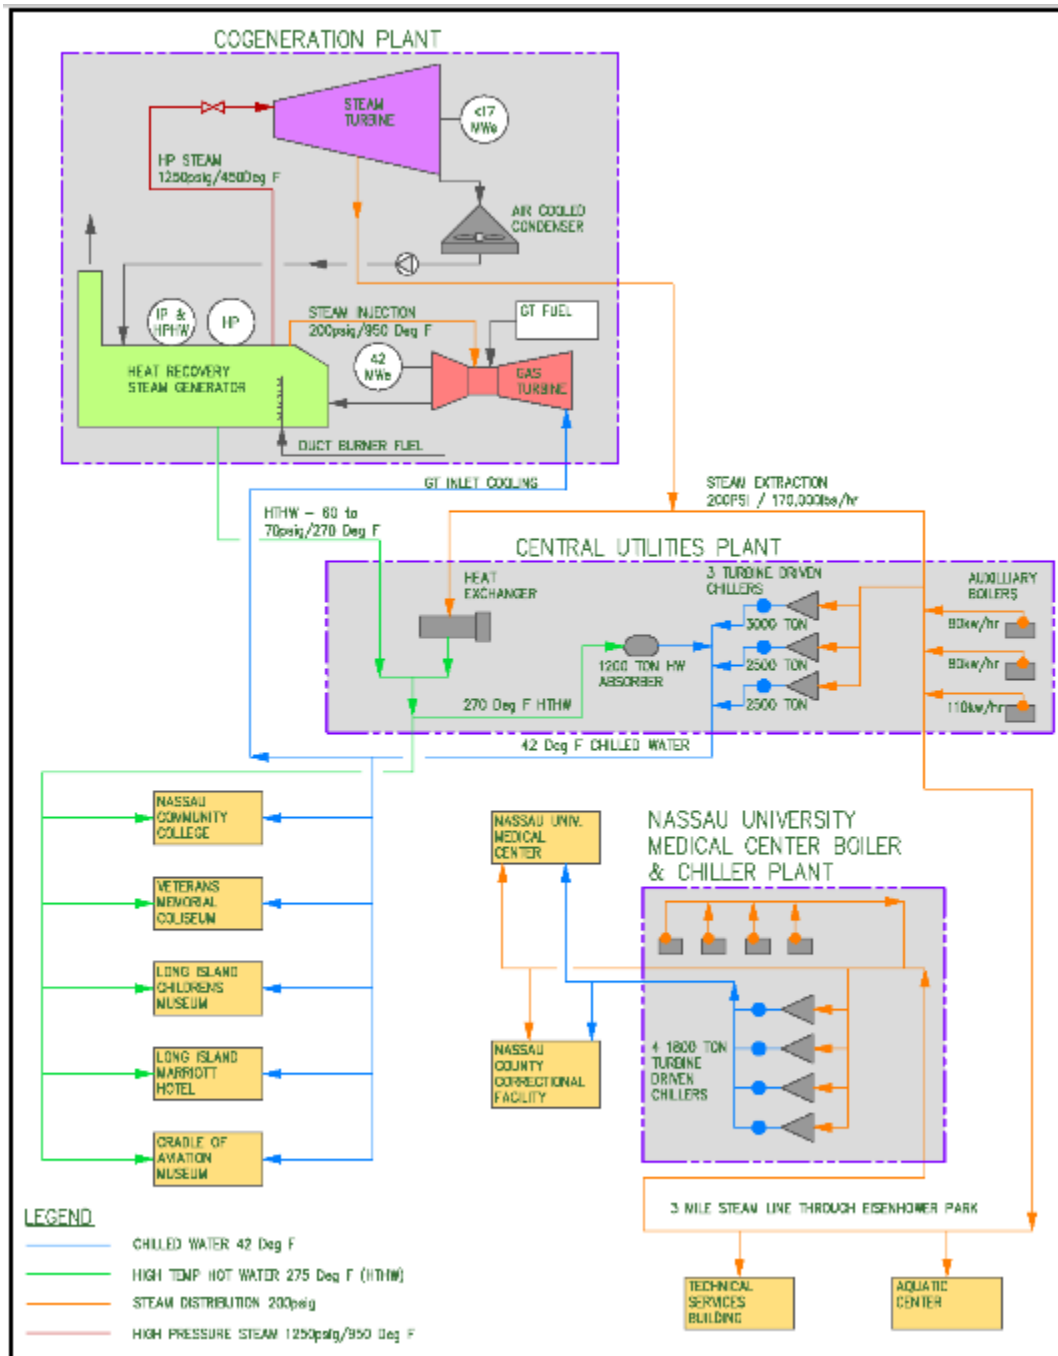 COGENERATION PLANT
STEAM
TURBINE
<17
MWe
HP STEAM
1250psig/450Deg F
AIR COOLED
CONDENSER
IP &
HPHW
HP
STEAM INJECTION
200psig/950 Deg F
GT FUEL
42
MWe
GAS
TURBINE
HEAT RECOVERY
STEAM GENERATOR
DUCT BURNER FUEL
GT INLET COOLING
STEAM EXTRACTION
200PSI / 170,000lbs/hr
HTHW - 60 to
70psig/270 Deg F
CENTRAL UTILITIES PLANT
HEAT
EXCHANGER
3 TURBINE DRIVEN
CHILLERS
AUXILLIARY
BOILERS
3000 TON
80kw/hr
2500 TON
80kw/hr
2500 TON
110kw/hr
1200 TON HW
ABSORBER
270 Deg F HTHW
42 Deg F CHILLED WATER
NASSAU
COMMUNITY
COLLEGE
VETERANS
MEMORIAL
COLISEUM
LONG ISLAND
CHILDRENS
MUSEUM
LONG ISLAND
MARRIOTT
HOTEL
CRADLE OF
AVIATION
MUSEUM
NASSAU UNIV.
MEDICAL
CENTER
NASSAU UNIVERSITY
MEDICAL CENTER BOILER
& CHILLER PLANT
NASSAU
COUNTY
CORRECTIONAL
FACILITY
4-1800 TON
TURBINE
DRIVEN
CHILLERS
3 MILE STEAM LINE THROUGH EISENHOWER PARK
TECHNICAL
SERVICES
BUILDING
AQUATIC
CENTER
LEGEND
CHILLED WATER 42 Deg F
HIGH TEMP HOT WATER 275 Deg F (HTHW)
STEAM DISTRIBUTION 200psig
HIGH PRESSURE STEAM 1250psig/950 Deg F